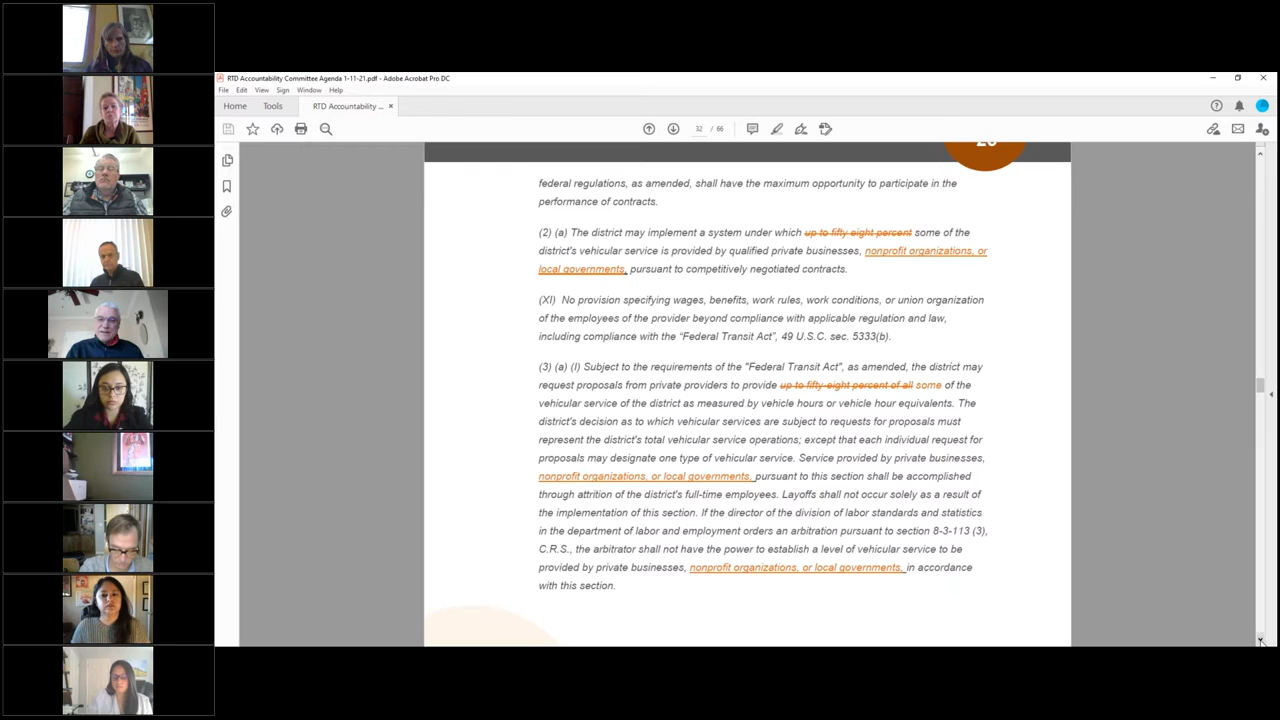 RTD Accountability Committee Agenda 1-11-21.pdf - Adobe Acrobat Pro DC
File Edit View Sign Window Help
Home Tools RTD Accountability ... ×
32 / 66
federal regulations, as amended, shall have the maximum opportunity to participate in the
performance of contracts.
(2) (a) The district may implement a system under which up to fifty eight percent some of the
district's vehicular service is provided by qualified private businesses, nonprofit organizations, or
local governments, pursuant to competitively negotiated contracts.
(XI) No provision specifying wages, benefits, work rules, work conditions, or union organization
of the employees of the provider beyond compliance with applicable regulation and law,
including compliance with the “Federal Transit Act”, 49 U.S.C. sec. 5333(b).
(3) (a) (I) Subject to the requirements of the "Federal Transit Act", as amended, the district may
request proposals from private providers to provide up to fifty-eight percent of all some of the
vehicular service of the district as measured by vehicle hours or vehicle hour equivalents. The
district's decision as to which vehicular services are subject to requests for proposals must
represent the district's total vehicular service operations; except that each individual request for
proposals may designate one type of vehicular service. Service provided by private businesses,
nonprofit organizations, or local governments, pursuant to this section shall be accomplished
through attrition of the district's full-time employees. Layoffs shall not occur solely as a result of
the implementation of this section. If the director of the division of labor standards and statistics
in the department of labor and employment orders an arbitration pursuant to section 8-3-113 (3),
C.R.S., the arbitrator shall not have the power to establish a level of vehicular service to be
provided by private businesses, nonprofit organizations, or local governments, in accordance
with this section.